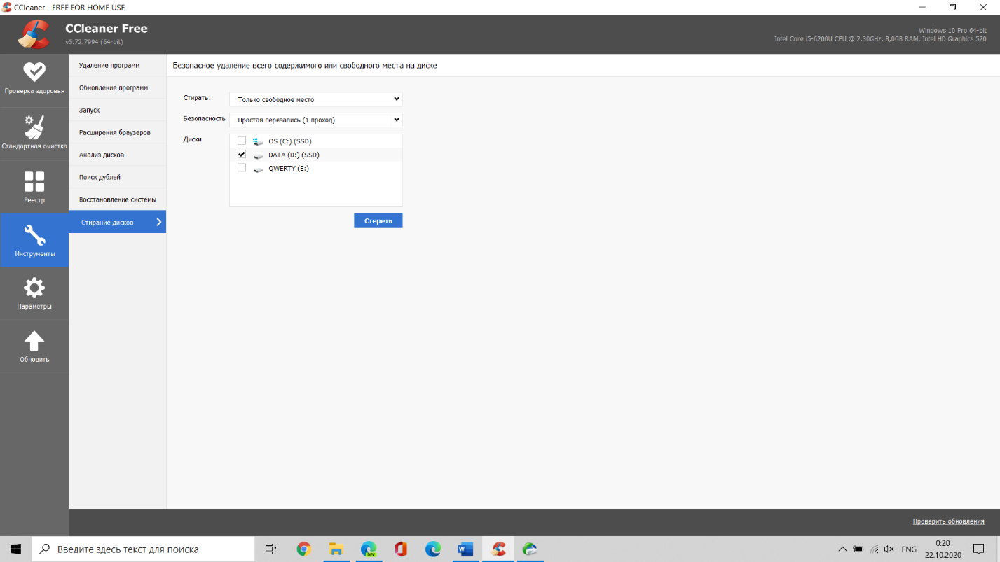 CCleaner - FREE FOR HOME USE
CCleaner Free
v5.72.7994 (64-bit)
Windows 10 Pro 64-bit
Intel Core i5-6200U CPU @ 2.30GHz, 8,0GB RAM, Intel HD Graphics 520
Проверка здоровья
Стандартная очистка
Реестр
Инструменты
Параметры
Обновить
Удаление программ
Обновление программ
Запуск
Расширения браузеров
Анализ дисков
Поиск дублей
Восстановление системы
Стирание дисков
Безопасное удаление всего содержимого или свободного места на диске
Стирать: Только свободное место
Безопасность Простая перезапись (1 проход)
Диски
OS (C:) (SSD)
DATA (D:) (SSD)
QWERTY (E:)
Стереть
Проверить обновления
Введите здесь текст для поиска
DEV
ENG
0:20
22.10.2020